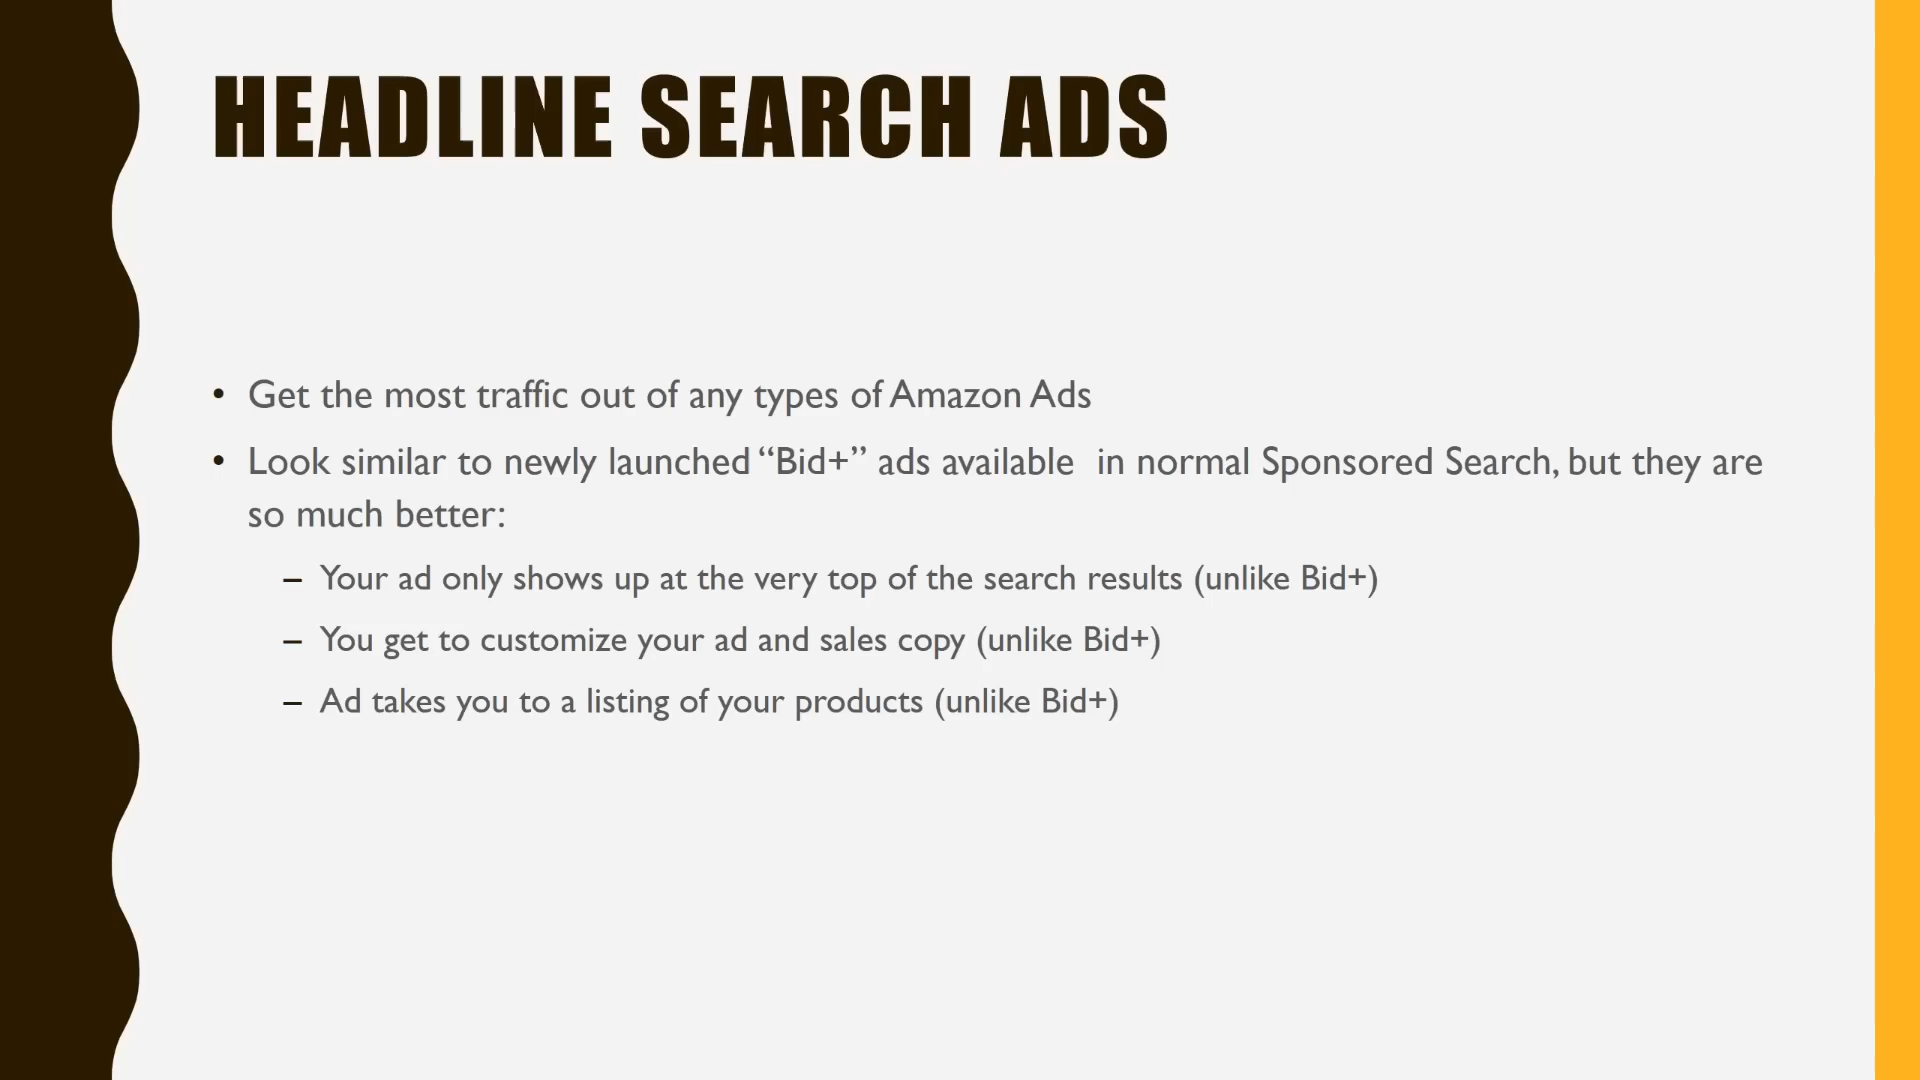 HEADLINE SEARCH ADS
• Get the most traffic out of any types of Amazon Ads
• Look similar to newly launched “Bid+” ads available  in normal Sponsored Search, but they are
so much better:
– Your ad only shows up at the very top of the search results (unlike Bid+)
– You get to customize your ad and sales copy (unlike Bid+)
– Ad takes you to a listing of your products (unlike Bid+)